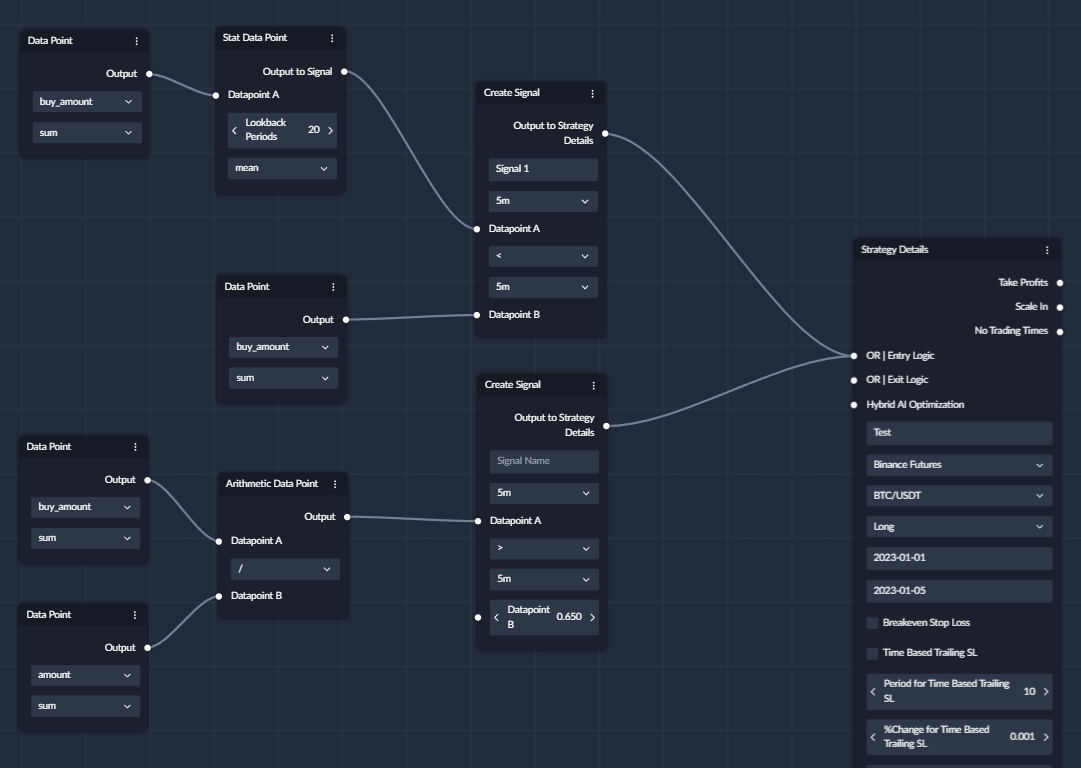 Data Point
Output
buy_amount
sum
Stat Data Point
Output to Signal
Datapoint A
Lookback
Periods
20
mean
Create Signal
Output to Strategy
Details
Signal 1
5m
Datapoint A
<
5m
Datapoint B
Data Point
Output
buy_amount
sum
Create Signal
Output to Strategy
Details
Signal Name
5m
Datapoint A
>
5m
Datapoint
B
0.650
Data Point
Output
buy_amount
sum
Arithmetic Data Point
Output
Datapoint A
/
Datapoint B
Data Point
Output
amount
sum
Strategy Details
Take Profits
Scale In
No Trading Times
OR | Entry Logic
OR | Exit Logic
Hybrid AI Optimization
Test
Binance Futures
BTC/USDT
Long
2023-01-01
2023-01-05
Breakeven Stop Loss
Time Based Trailing SL
Period for Time Based Trailing
SL
10
%Change for Time Based
Trailing SL
0.001